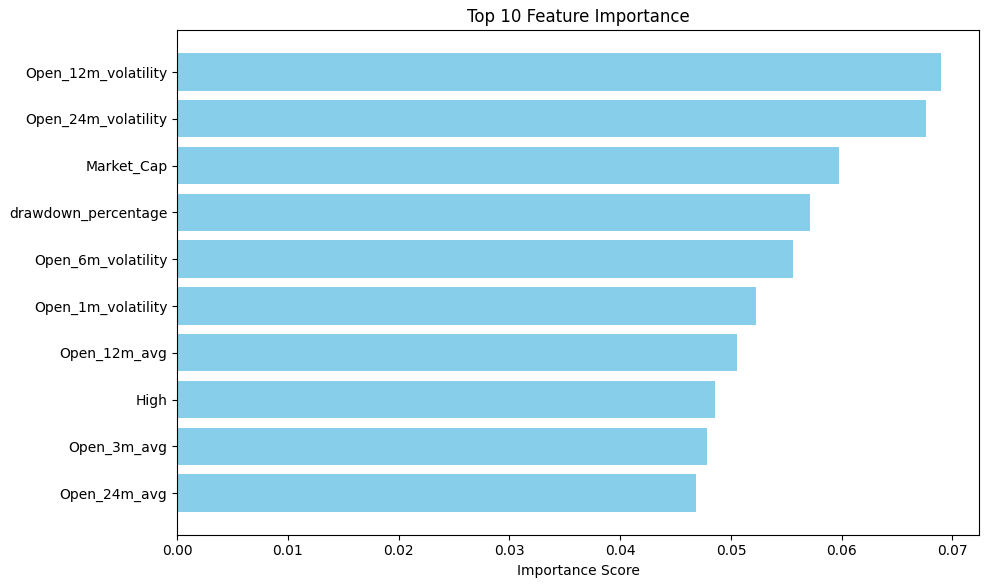 Top 10 Feature Importance
Open_12m_volatility
Open_24m_volatility
Market_Cap
drawdown_percentage
Open_6m_volatility
Open_1m_volatility
Open_12m_avg
High
Open_3m_avg
Open_24m_avg
0.00 0.01 0.02 0.03 0.04 0.05 0.06 0.07
Importance Score